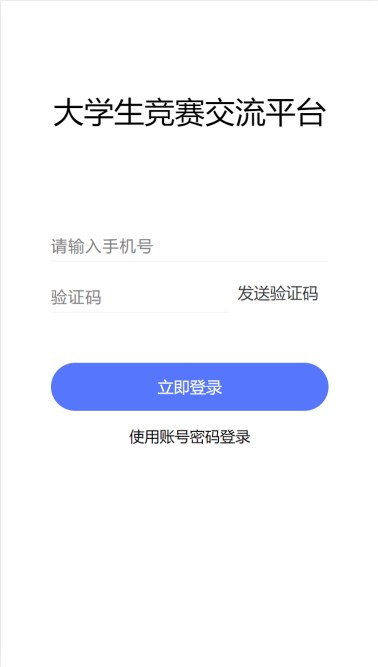 大学生竞赛交流平台
请输入手机号
验证码
发送验证码
立即登录
使用账号密码登录